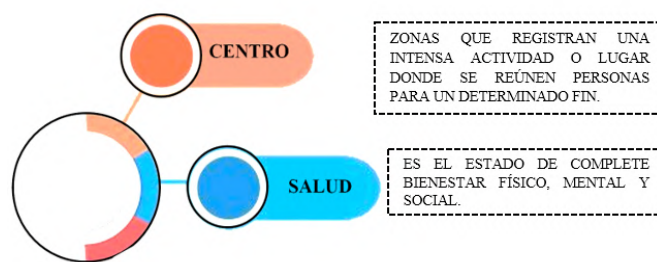 CENTRO
ZONAS QUE REGISTRAN UNA
INTENSA ACTIVIDAD O LUGAR
DONDE SE REÚNEN PERSONAS
PARA UN DETERMINADO FIN.
SALUD
ES EL ESTADO DE COMPLETE
BIENESTAR FÍSICO, MENTAL Y
SOCIAL.